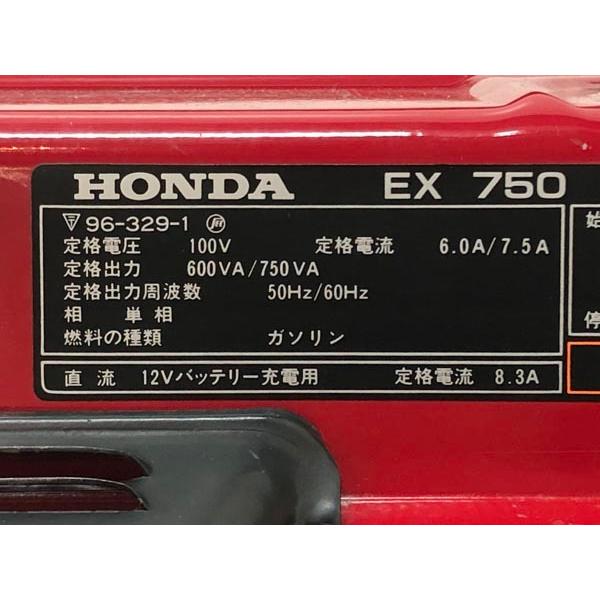 HONDA EX 750
96-329-1
定格電圧 100V 定格電流 6.0A/7.5A
定格出力 600VA/750VA
定格出力周波数 50Hz/60Hz
相 単相
燃料の種類 ガソリン
直流 12Vバッテリー充電用 定格電流 8.3A
始
停